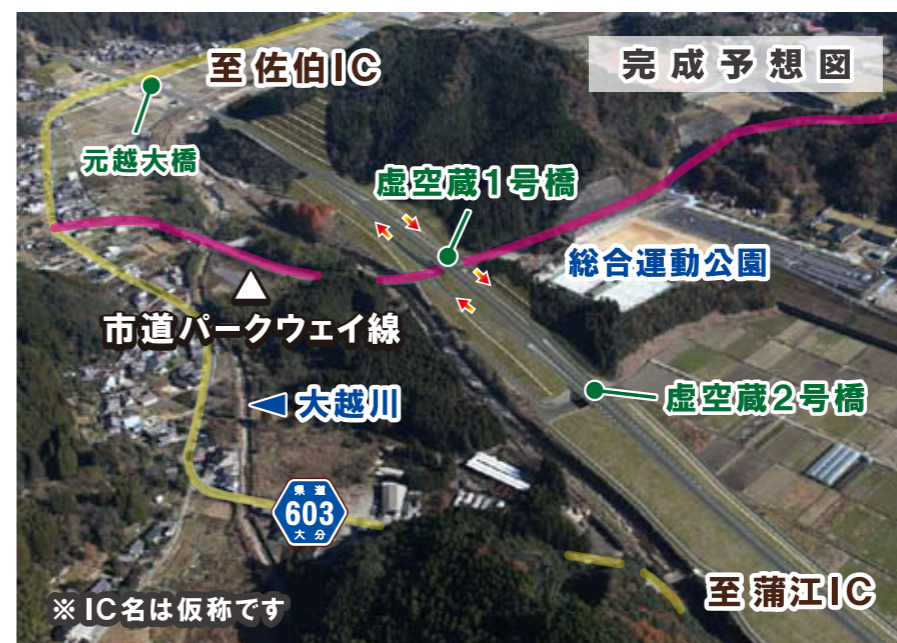 至佐伯IC
完成予想図
元越大橋
虚空蔵1号橋
総合運動公園
市道パークウェイ線
大越川
虚空蔵2号橋
県道
603
大分
至蒲江IC
※IC名は仮称です